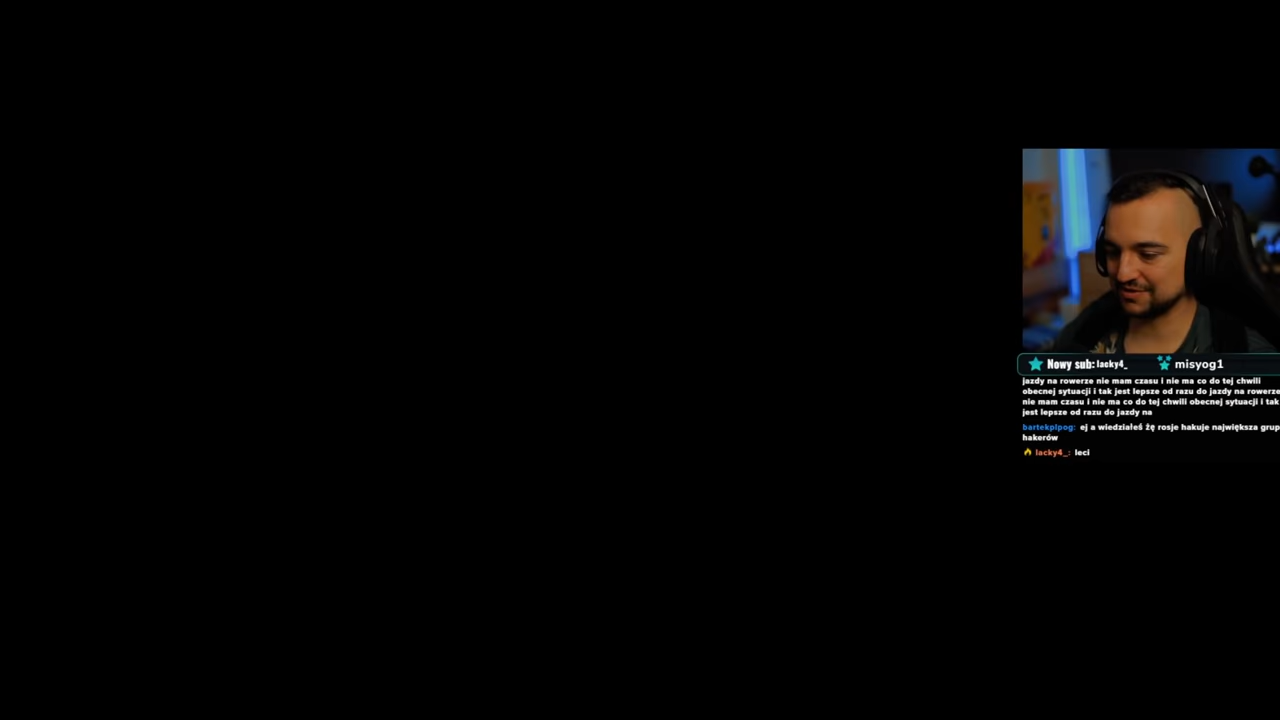 Nowy sub: lacky4_ misyog1
jazdy na rowerze nie mam czasu i nie ma co do tej chwili
obecnej sytuacji i tak jest lepsze od razu do jazdy na rowerze
nie mam czasu i nie ma co do tej chwili obecnej sytuacji i tak
jest lepsze od razu do jazdy na
bartekplpog: ej a wiedziałeś żę rosje hakuje największa grup
hakerów
lacky4_: leci